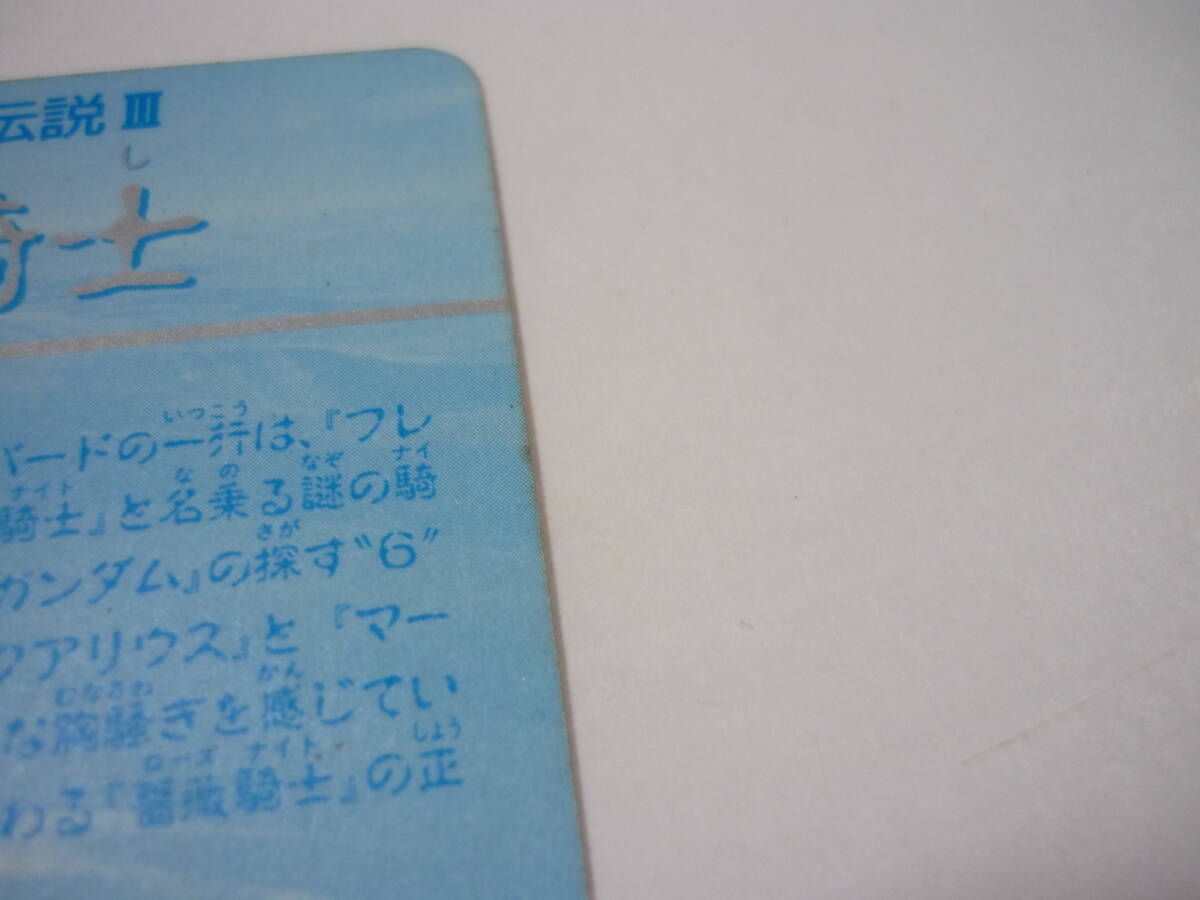 伝説Ⅲ
し
騎士
いつこう
バードの一行は、『フレ
ナイト な の なぞ ナイ
騎士』と名乗る謎の騎
さが
ガンダム』の探す"6"
クアリウス』と『マー
むなさわ かん
な胸騒ぎを感じてい
ローズ ナイト しよう
わる『薔薇騎士』の正